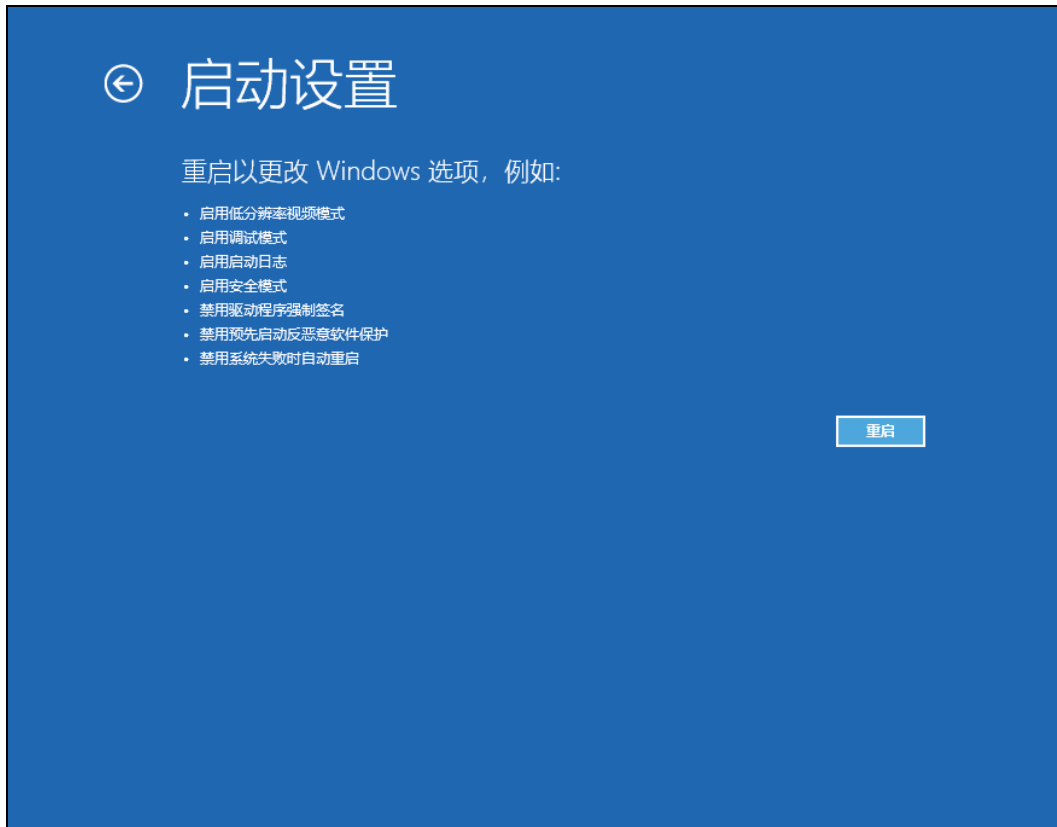 启动设置
重启以更改 Windows 选项，例如:
• 启用低分辨率视频模式
• 启用调试模式
• 启用启动日志
• 启用安全模式
• 禁用驱动程序强制签名
• 禁用预先启动反恶意软件保护
• 禁用系统失败时自动重启
重启